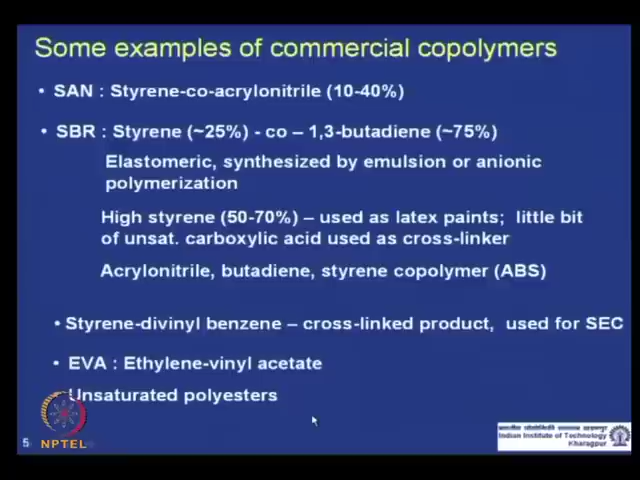 Some examples of commercial copolymers
• SAN : Styrene-co-acrylonitrile (10-40%)
• SBR : Styrene (~25%) - co – 1,3-butadiene (~75%)
Elastomeric, synthesized by emulsion or anionic
polymerization
High styrene (50-70%) – used as latex paints; little bit
of unsat. carboxylic acid used as cross-linker
Acrylonitrile, butadiene, styrene copolymer (ABS)
• Styrene-divinyl benzene – cross-linked product, used for SEC
• EVA : Ethylene-vinyl acetate
Unsaturated polyesters
5
NPTEL
Indian Institute of Technology
Kharagpur